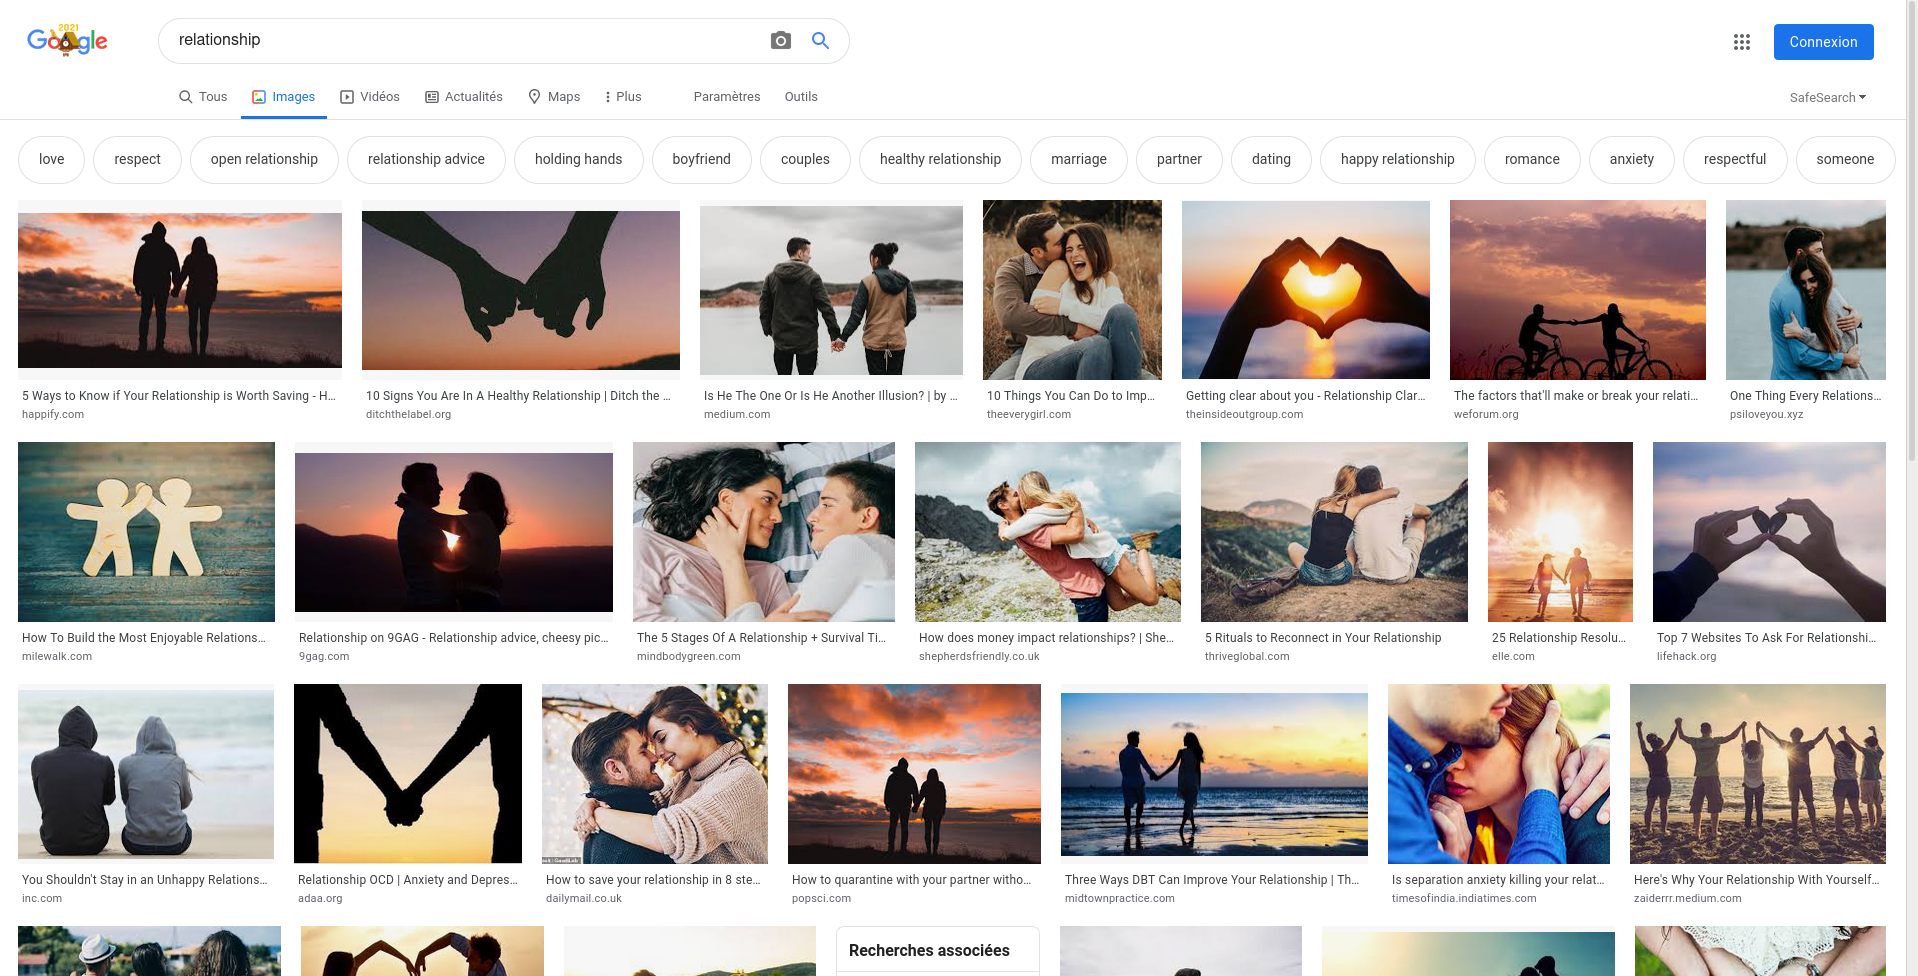 2021
Google
relationship
Connexion
Tous
Images
Vidéos
Actualités
Maps
Plus
Paramètres
Outils
SafeSearch
love
respect
open relationship
relationship advice
holding hands
boyfriend
couples
healthy relationship
marriage
partner
dating
happy relationship
romance
anxiety
respectful
someone
5 Ways to Know if Your Relationship is Worth Saving - H...
happify.com
10 Signs You Are In A Healthy Relationship | Ditch the ...
ditchthelabel.org
Is He The One Or Is He Another Illusion? | by ...
medium.com
10 Things You Can Do to Imp...
theeverygirl.com
Getting clear about you - Relationship Clar...
theinsideoutgroup.com
The factors that'll make or break your relati...
weforum.org
One Thing Every Relations...
psiloveyou.xyz
How To Build the Most Enjoyable Relations...
milewalk.com
Relationship on 9GAG - Relationship advice, cheesy pic...
9gag.com
The 5 Stages Of A Relationship + Survival Ti...
mindbodygreen.com
How does money impact relationships? | She...
shepherdsfriendly.co.uk
5 Rituals to Reconnect in Your Relationship
thriveglobal.com
25 Relationship Resolu...
elle.com
Top 7 Websites To Ask For Relationshi...
lifehack.org
You Shouldn't Stay in an Unhappy Relations...
inc.com
Relationship OCD | Anxiety and Depres...
adaa.org
How to save your relationship in 8 ste...
dailymail.co.uk
How to quarantine with your partner witho...
popsci.com
Three Ways DBT Can Improve Your Relationship | Th...
midtownpractice.com
Is separation anxiety killing your relat...
timesofindia.indiatimes.com
Here's Why Your Relationship With Yourself...
zaiderrr.medium.com
Recherches associées